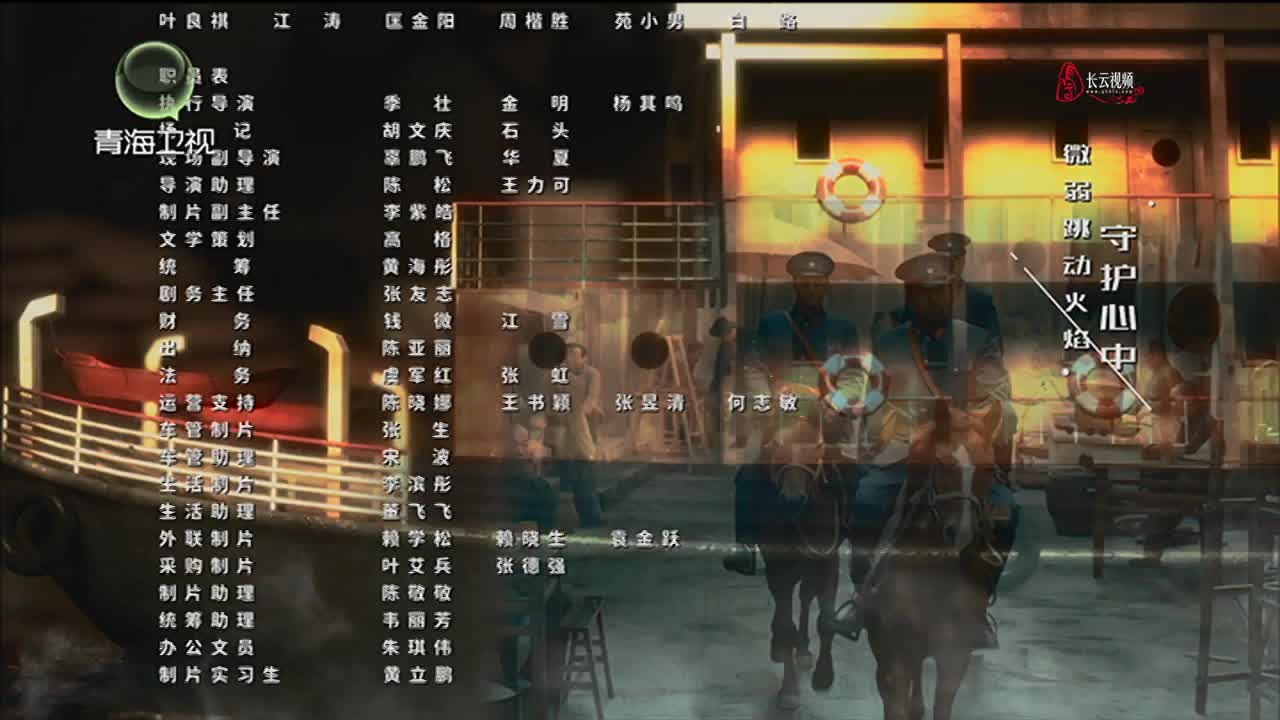 叶良祺 江涛 匡金阳 周楷胜 苑小男 白路
职员表
执行导演 季壮 金明 杨其鸣
场记 胡文庆 石头
现场副导演 辜鹏飞 华夏
导演助理 陈松 王力可
制片副主任 李紫皓
文学策划 高格
统筹 黄海彤
剧务主任 张友志
财务 钱微 江雪
出纳 陈亚丽
法务 虞军红 张虹
运营支持 陈晓娜 王书颖 张昱清 何志敏
车管制片 张生
车管助理 宋波
生活制片 李滨彤
生活助理 董飞飞
外联制片 赖学松 赖晓生 袁金跃
采购制片 叶艾兵 张德强
制片助理 陈敬敬
统筹助理 韦丽芳
办公文员 朱琪伟
制片实习生 黄立鹏
青海卫视
长云视频
微弱跳动火焰
守护心中